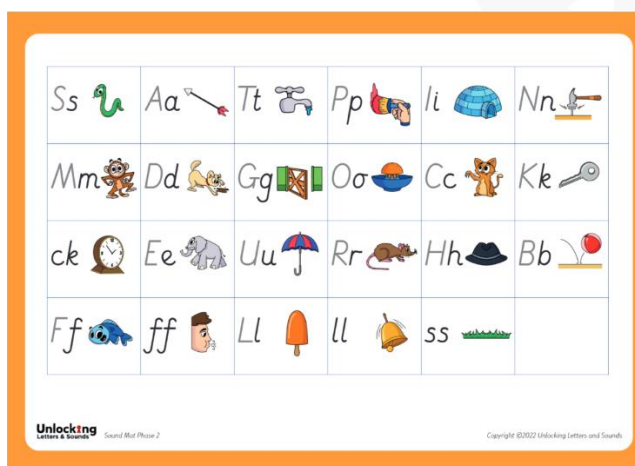 Ss Aa Tt Pp Ii Nn
Mm Dd Gg Oo Cc Kk
ck Ee Uu Rr Hh Bb
Ff ff Ll ll ss
Unlocking
Letters & Sounds
Sound Mat Phase 2
Copyright ©2022 Unlocking Letters and Sounds